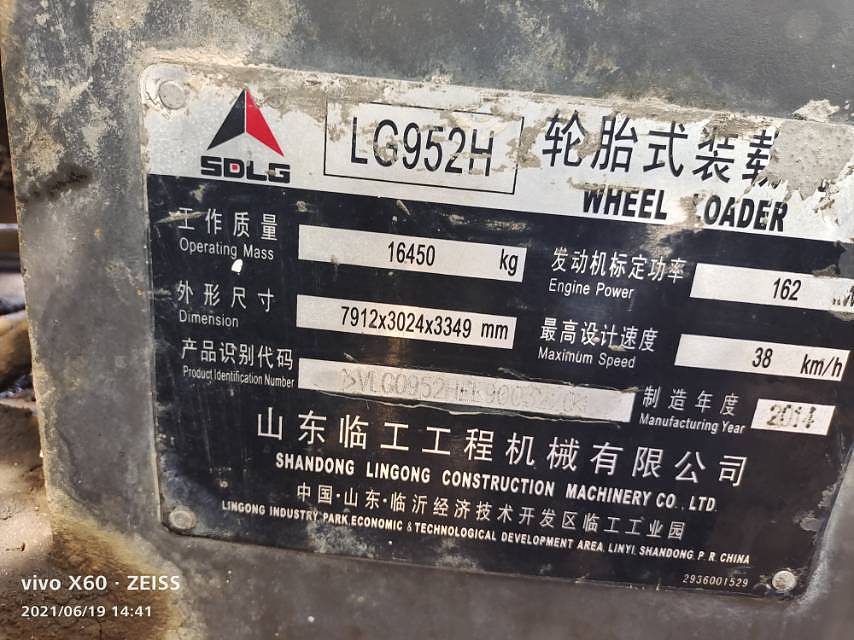 SDLG
LG952H
轮胎式装载
WHEEL OADER
工作质量 16450 kg
Operating Mass
发动机标定功率 162
Engine Power
外形尺寸 7912x3024x3349 mm
Dimension
最高设计速度 38 km/h
Maximum Speed
产品识别代码
Product Identification Number
制造年度 2014
Manufacturing Year
山东临工工程机械有限公司
SHANDONG LINGONG CONSTRUCTION MACHINERY CO., LTD.
中国·山东·临沂经济技术开发区临工工业园
LINGONG INDUSTRY PARK,ECONOMIC & TECHNOLOGICAL DEVELOPMENT AREA, LINYI, SHANDONG, P. R. CHINA
2936001529
vivo X60 · ZEISS
2021/06/19 14:41